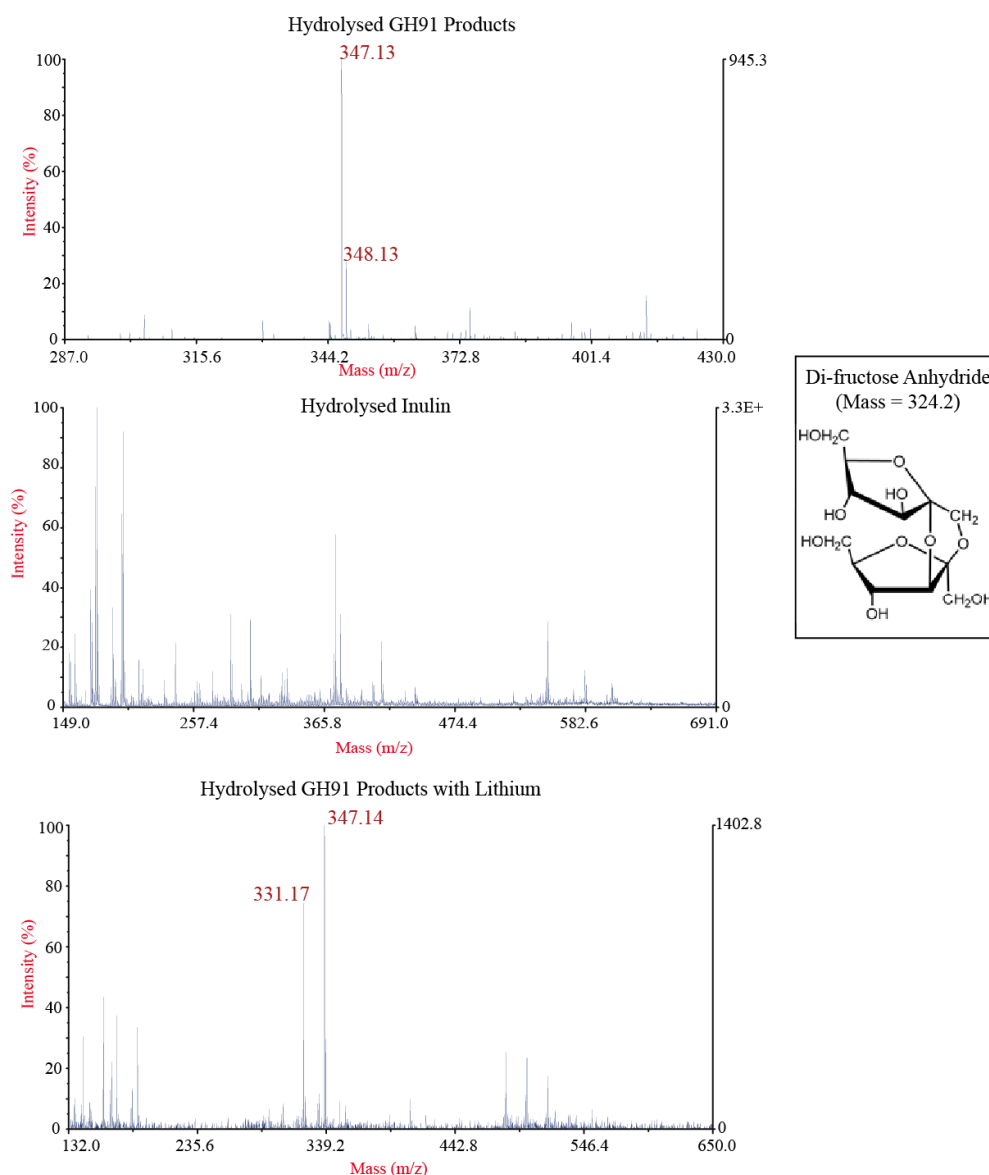 Hydrolysed GH91 Products
347.13
348.13
Intensity (%)
100
80
60
40
20
0
945.3
0
287.0 315.6 344.2 372.8 401.4 430.0
Mass (m/z)
Hydrolysed Inulin
Intensity (%)
100
80
60
40
20
0
3.3E+
0
149.0 257.4 365.8 474.4 582.6 691.0
Mass (m/z)
Di-fructose Anhydride
(Mass = 324.2)
HOH₂C
O
HO
HO
CH₂
HOH₂C
O
O
O
CH₂OH
OH
Hydrolysed GH91 Products with Lithium
347.14
331.17
Intensity (%)
100
80
60
40
20
0
1402.8
0
132.0 235.6 339.2 442.8 546.4 650.0
Mass (m/z)